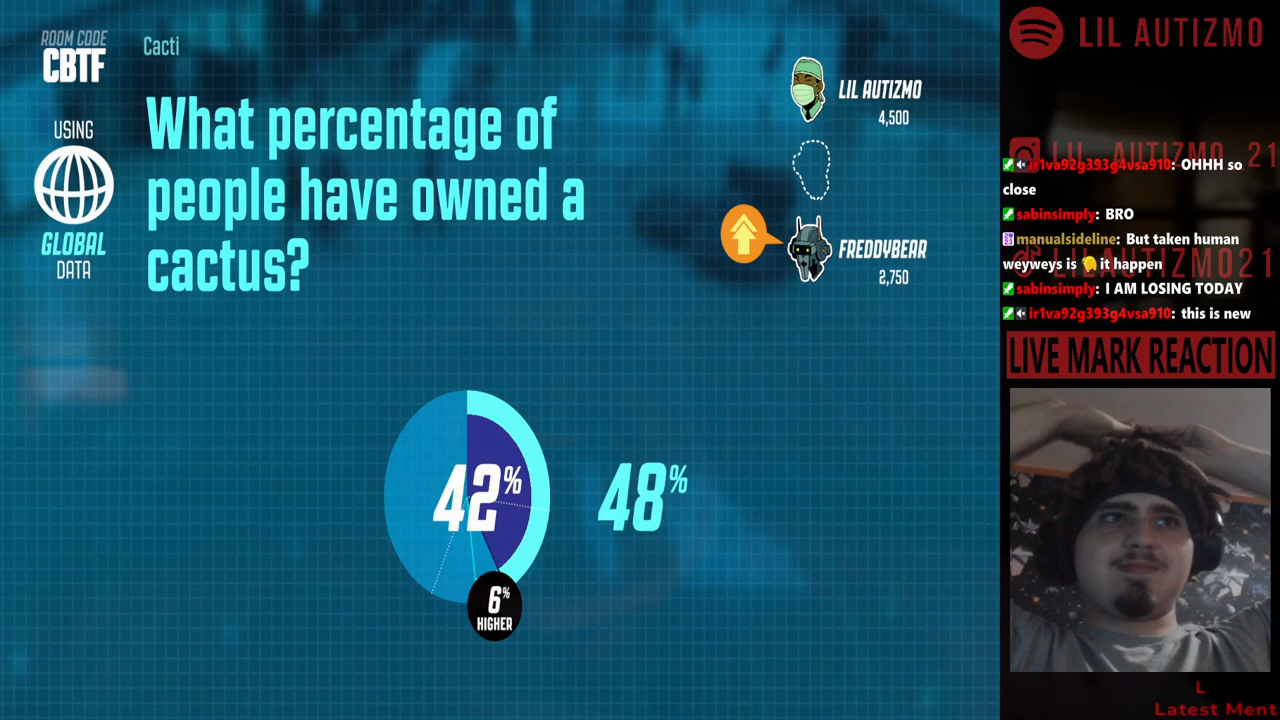 ROOM CODE
CBTF
Cacti
USING
GLOBAL
DATA
What percentage of
people have owned a
cactus?
LIL AUTIZMO
4,500
FREDDYBEAR
2,750
42%
48%
6%
HIGHER
LIL AUTIZMO
LIL_AUTIZMO_21
ir1va92g393g4vsa910: OHHH so
close
sabinsimply: BRO
manualsideline: But taken human
weyweys is it happen
LILAUTIZMO21
sabinsimply: I AM LOSING TODAY
ir1va92g393g4vsa910: this is new
LIVE MARK REACTION
L
Latest Ment